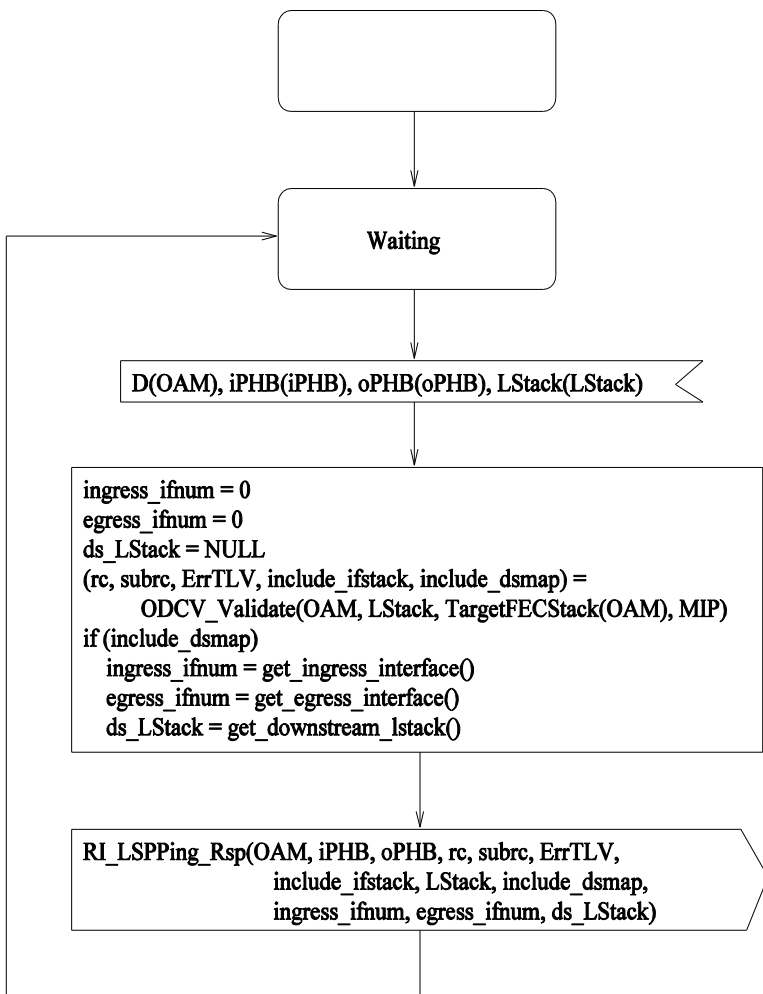 Waiting
D(OAM), iPHB(iPHB), oPHB(oPHB), LStack(LStack)
ingress_ifnum = 0
egress_ifnum = 0
ds_LStack = NULL
(rc, subrc, ErrTLV, include_ifstack, include_dsmap) =
ODCV_Validate(OAM, LStack, TargetFECStack(OAM), MIP)
if (include_dsmap)
ingress_ifnum = get_ingress_interface()
egress_ifnum = get_egress_interface()
ds_LStack = get_downstream_lstack()
RI_LSPPing_Rsp(OAM, iPHB, oPHB, rc, subrc, ErrTLV,
include_ifstack, LStack, include_dsmap,
ingress_ifnum, egress_ifnum, ds_LStack)